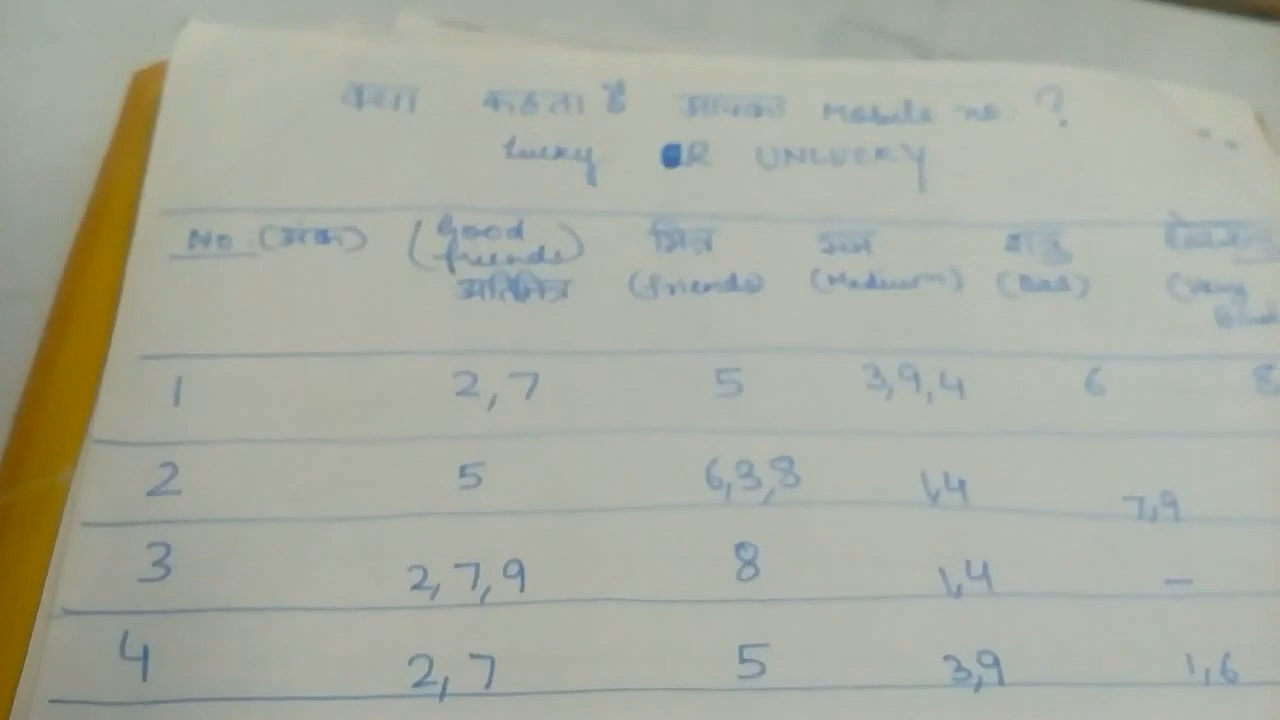 क्या कहता है आपका Mobile no. ?
Lucky OR UNLUCKY
No. (अंक) (Good friends) अतिमित्र मित्र (friends) सम (Medium) शत्रु (Bad) (Very
1 2,7 5 3,9,4 6 8
2 5 6,3,8 1,4 7,9
3 2,7,9 8 1,4 -
4 2,7 5 3,9 1,6